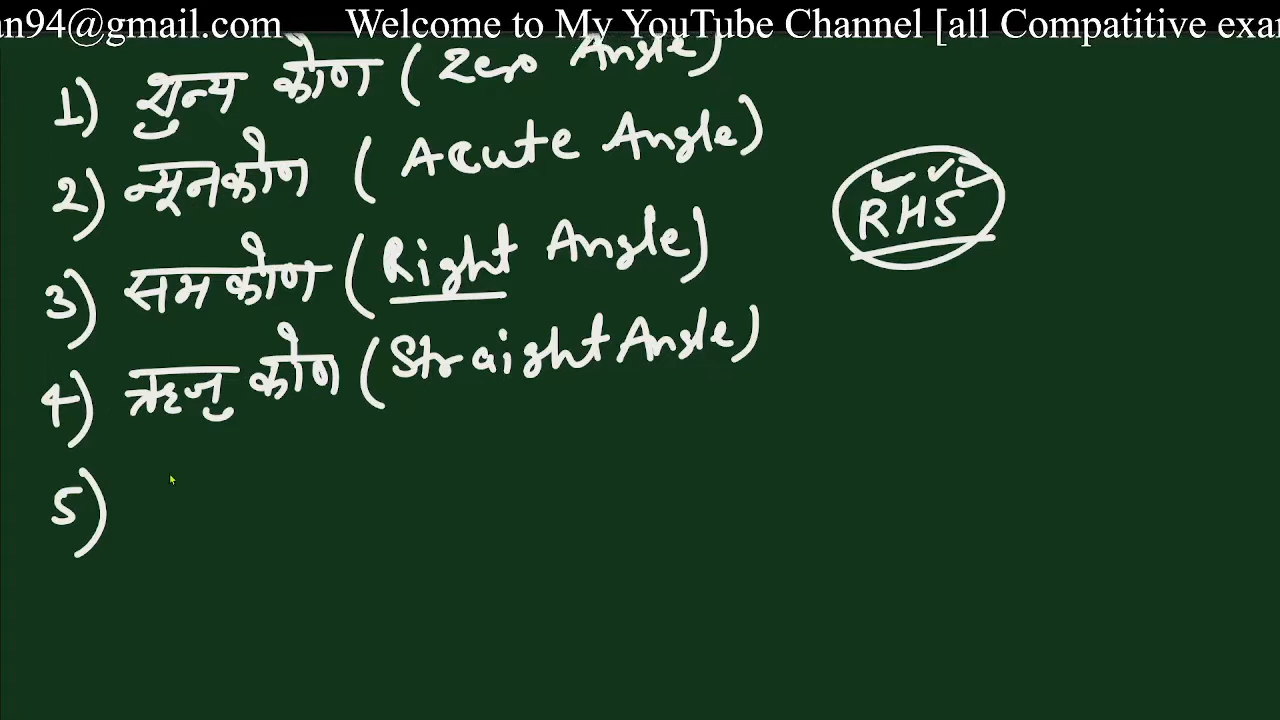 an94@gmail.com Welcome to My YouTube Channel [all Compatitive exa
1) शुन्य कोण (Zero Angle)
2) न्यूनकोण (Acute Angle)
RHS
3) समकोण (Right Angle)
4) ऋजु कोण (Straight Angle)
5)